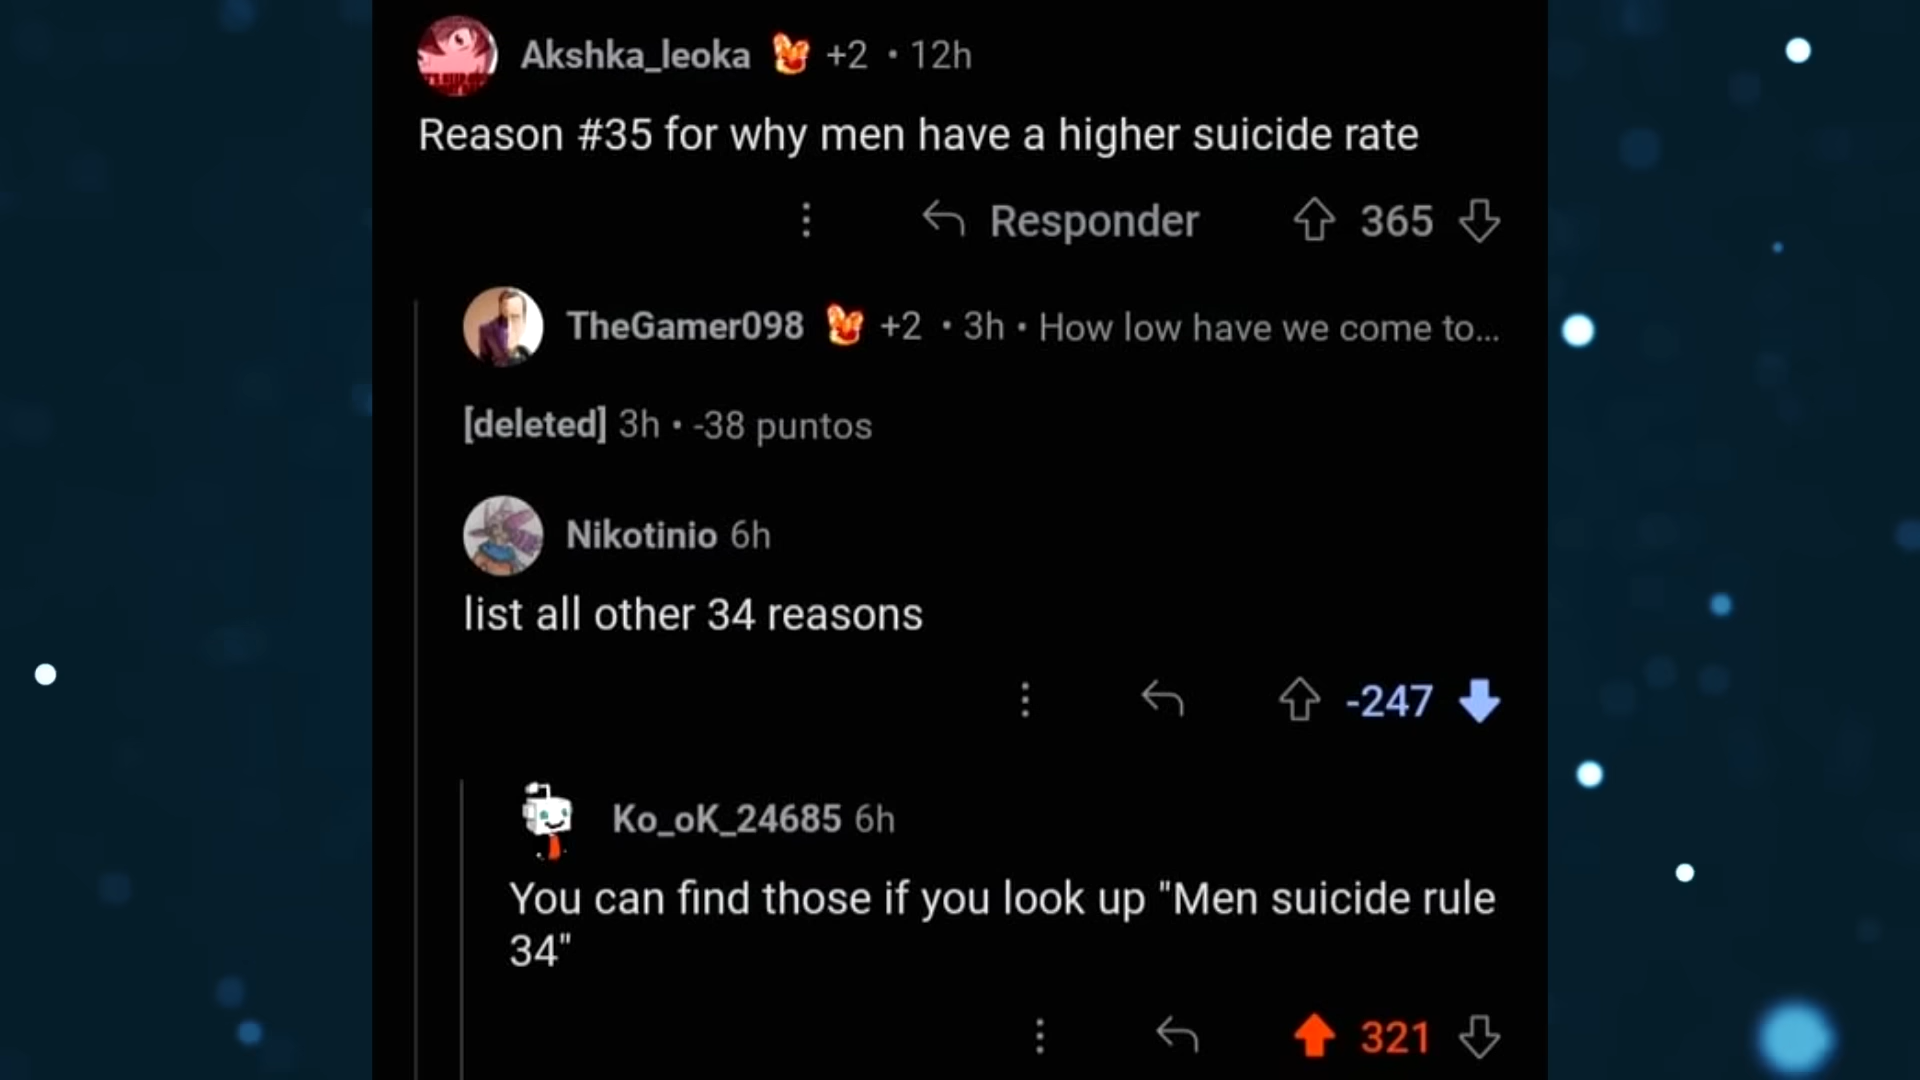 Akshka_leoka +2 • 12h
Reason #35 for why men have a higher suicide rate
Responder 365
TheGamer098 +2 • 3h • How low have we come to...
[deleted] 3h • -38 puntos
Nikotinio 6h
list all other 34 reasons
-247
Ko_oK_24685 6h
You can find those if you look up "Men suicide rule
34"
321